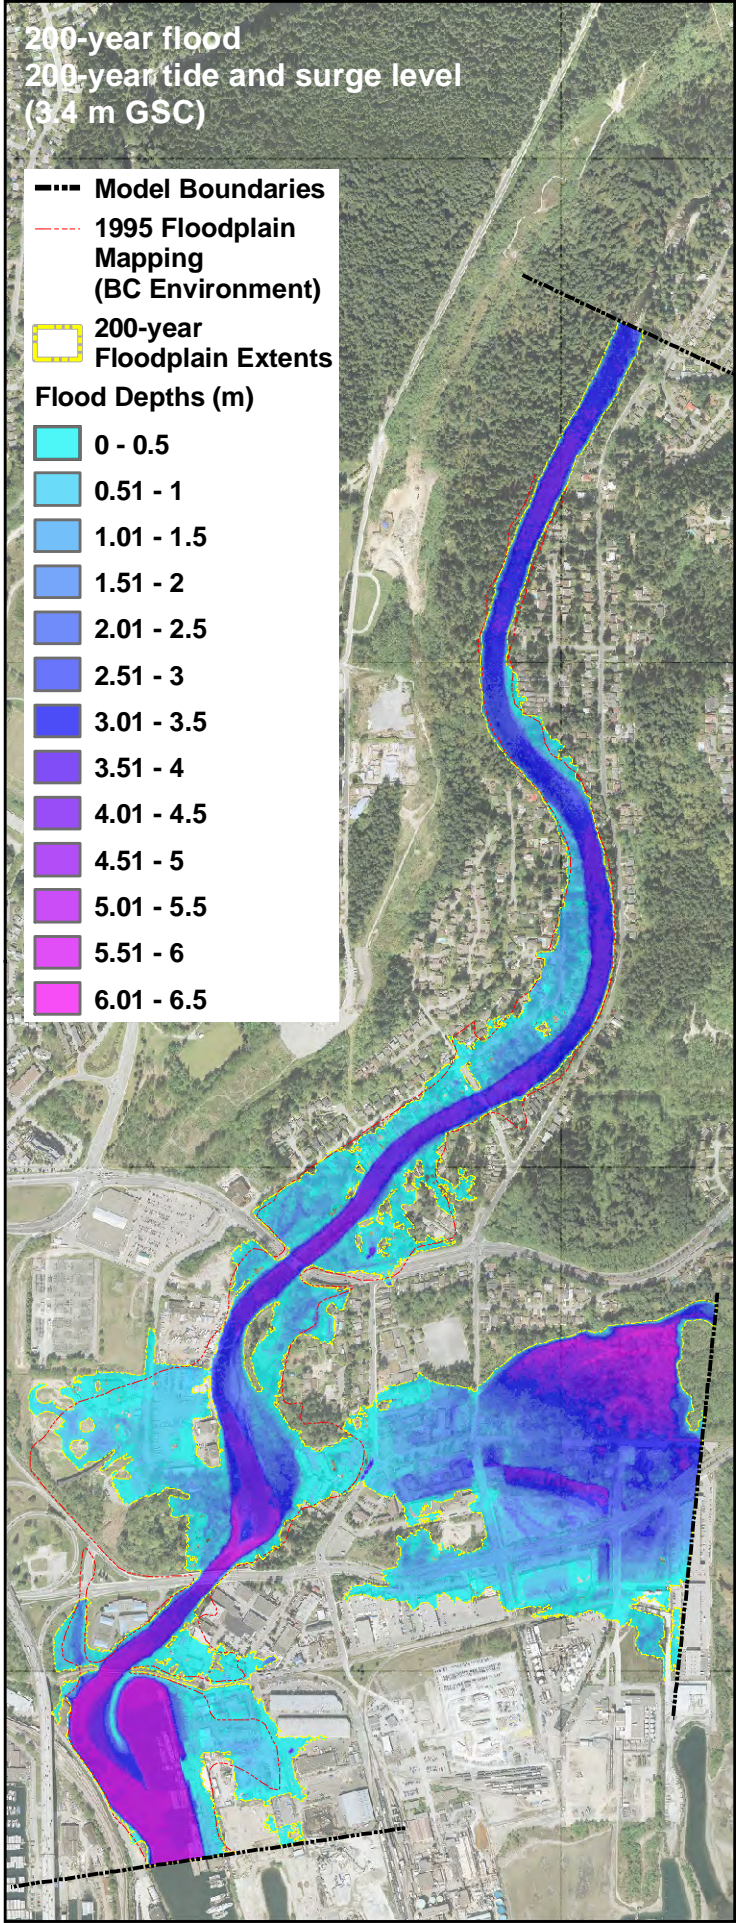 200-year flood
200-year tide and surge level
(3.4 m GSC)
Model Boundaries
1995 Floodplain
Mapping
(BC Environment)
200-year
Floodplain Extents
Flood Depths (m)
0 - 0.5
0.51 - 1
1.01 - 1.5
1.51 - 2
2.01 - 2.5
2.51 - 3
3.01 - 3.5
3.51 - 4
4.01 - 4.5
4.51 - 5
5.01 - 5.5
5.51 - 6
6.01 - 6.5